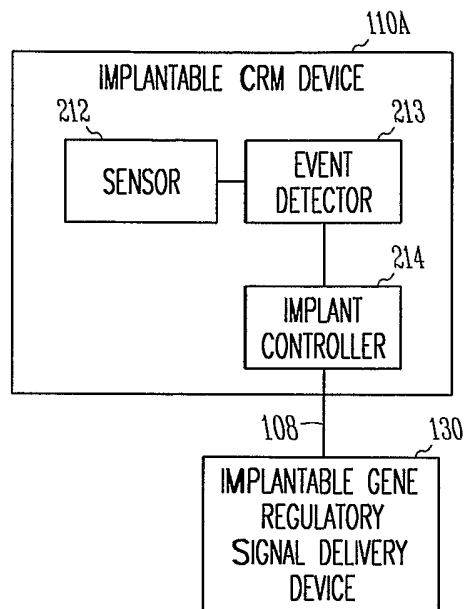 110A
IMPLANTABLE CRM DEVICE
212
213
SENSOR
EVENT
DETECTOR
214
IMPLANT
CONTROLLER
108
130
IMPLANTABLE GENE
REGULATORY
SIGNAL DELIVERY
DEVICE